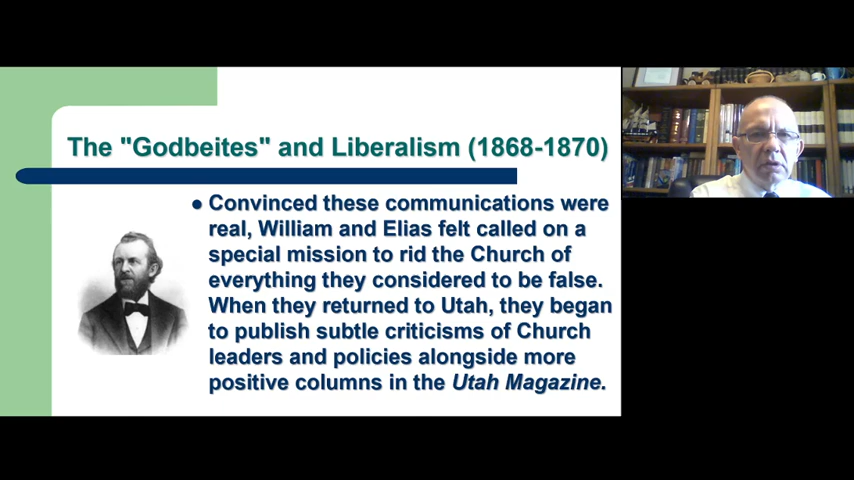 The "Godbeites" and Liberalism (1868-1870)
● Convinced these communications were
real, William and Elias felt called on a
special mission to rid the Church of
everything they considered to be false.
When they returned to Utah, they began
to publish subtle criticisms of Church
leaders and policies alongside more
positive columns in the Utah Magazine.